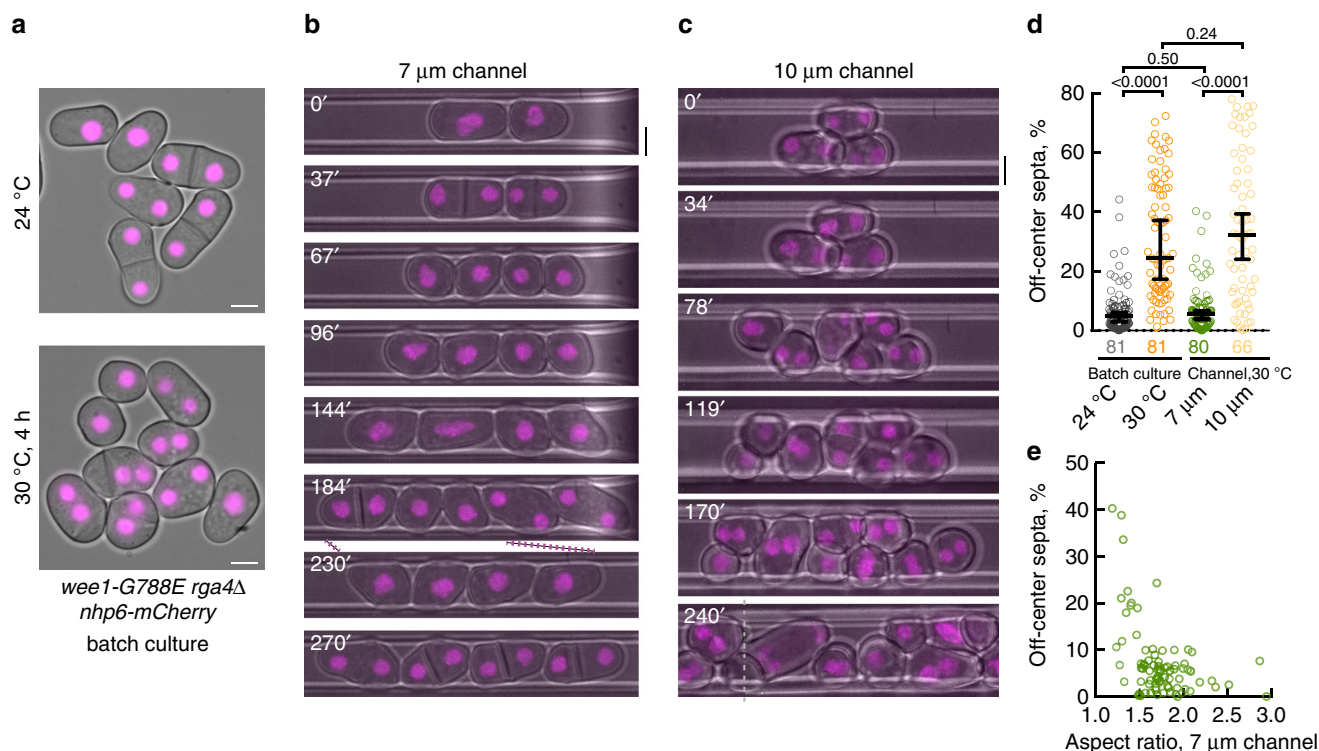 a
24 °C
30 °C, 4 h
wee1-G788E rga4Δ
nhp6-mCherry
batch culture
b
7 μm channel
0′
37′
67′
96′
144′
184′
230′
270′
c
10 μm channel
0′
34′
78′
119′
170′
240′
d
0.24
0.50
<0.0001 <0.0001
Off-center septa, %
80
60
40
20
0
81 81 80 66
Batch culture Channel,30 °C
24 °C 30 °C 7 μm 10 μm
e
Off-center septa, %
50
40
30
20
10
0
1.0 1.5 2.0 2.5 3.0
Aspect ratio, 7 μm channel